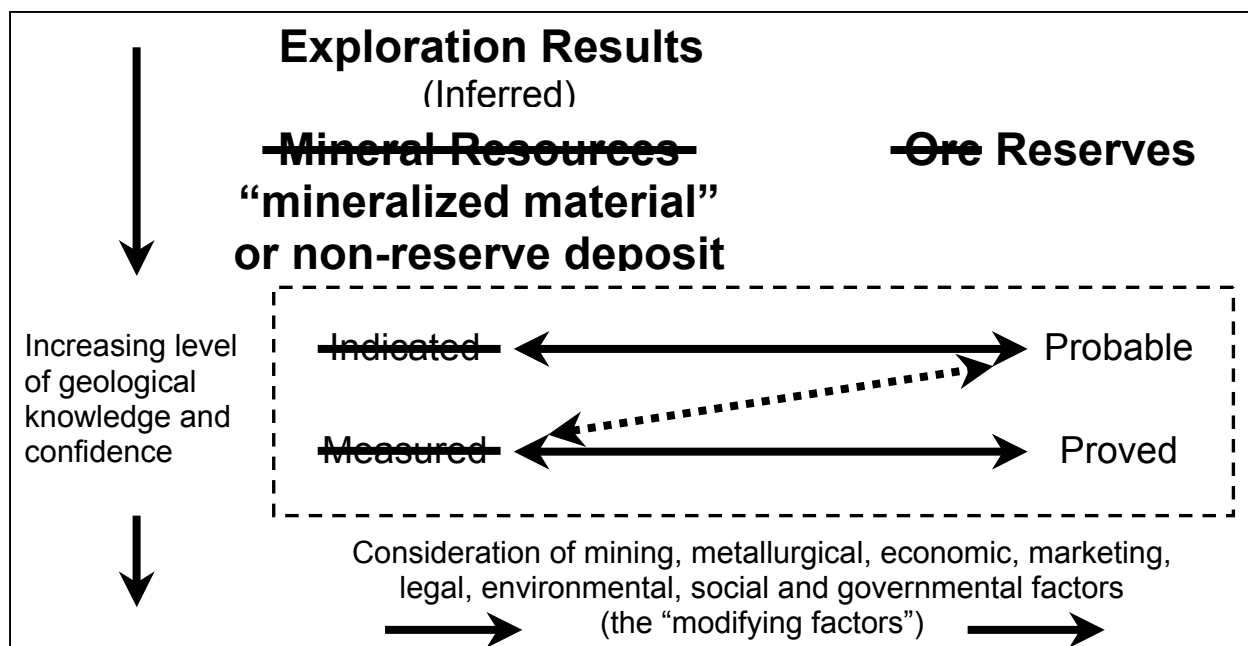 Exploration Results
(Inferred)
Mineral Resources
Ore Reserves
“mineralized material”
or non-reserve deposit
Increasing level
of geological
knowledge and
confidence
Indicated
Probable
Measured
Proved
Consideration of mining, metallurgical, economic, marketing,
legal, environmental, social and governmental factors
(the “modifying factors”)